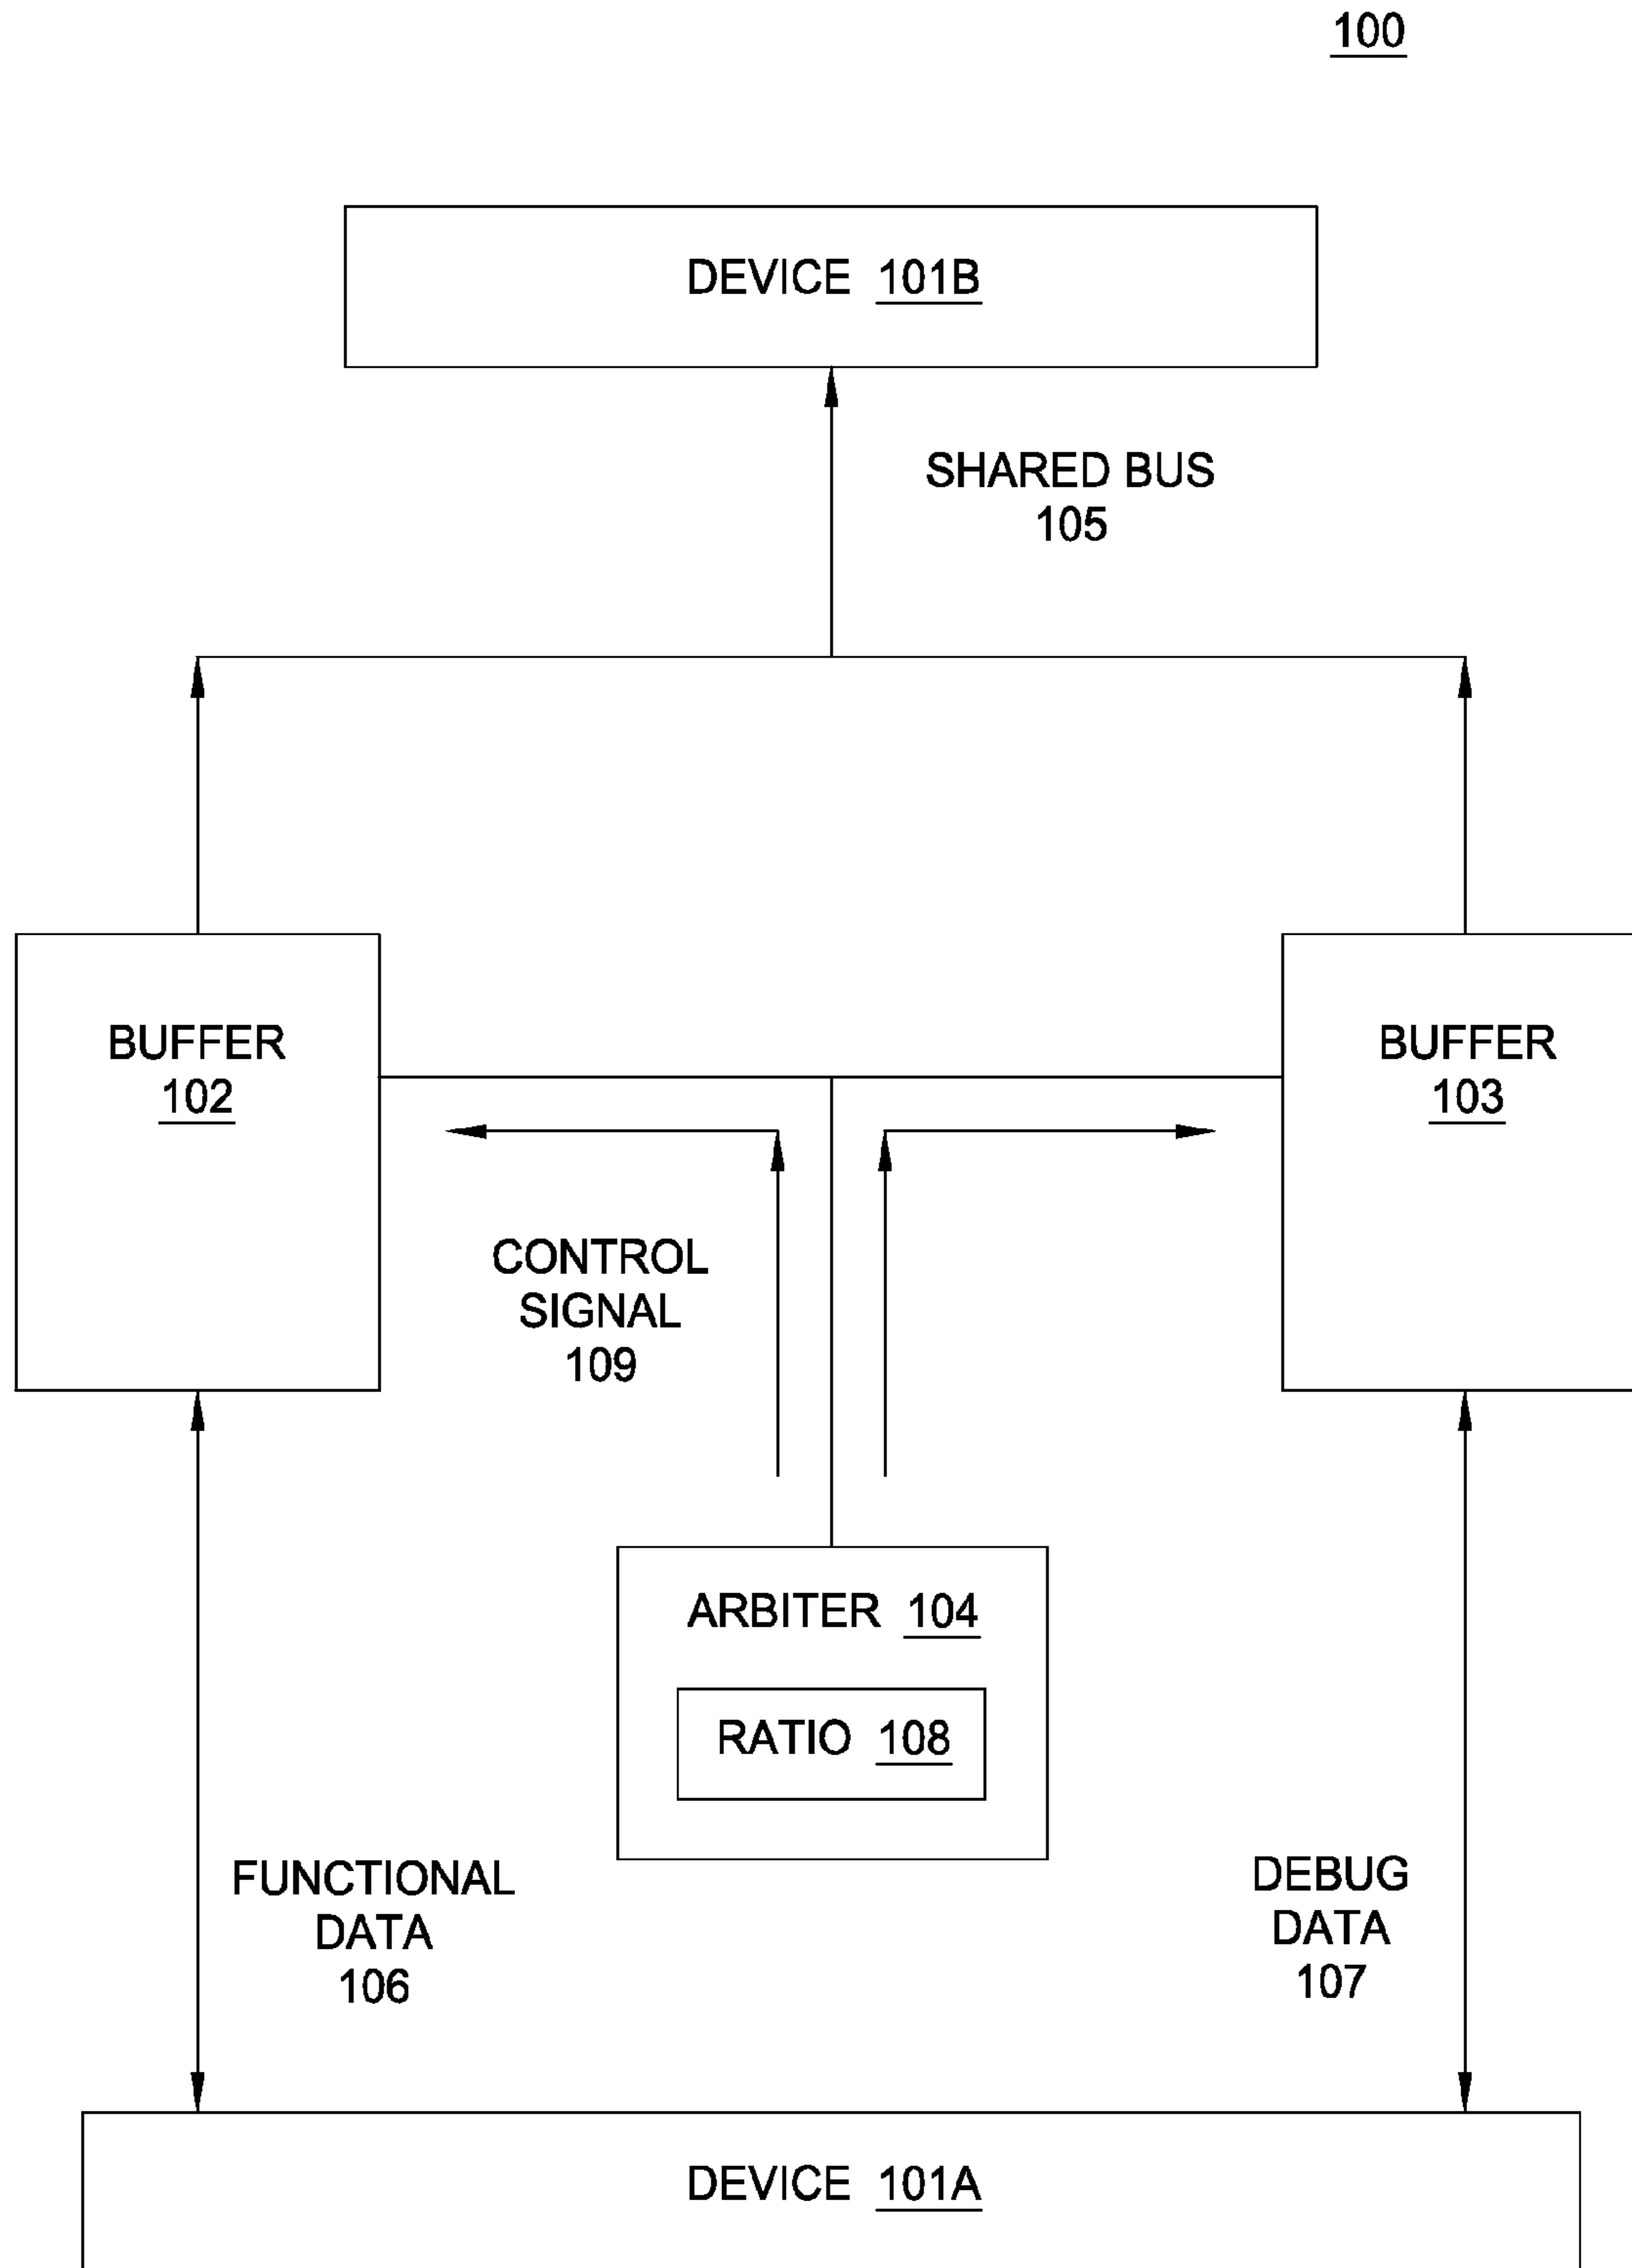 100
DEVICE 101B
SHARED BUS
105
BUFFER
102
BUFFER
103
CONTROL
SIGNAL
109
ARBITER 104
RATIO 108
FUNCTIONAL
DATA
106
DEBUG
DATA
107
DEVICE 101A